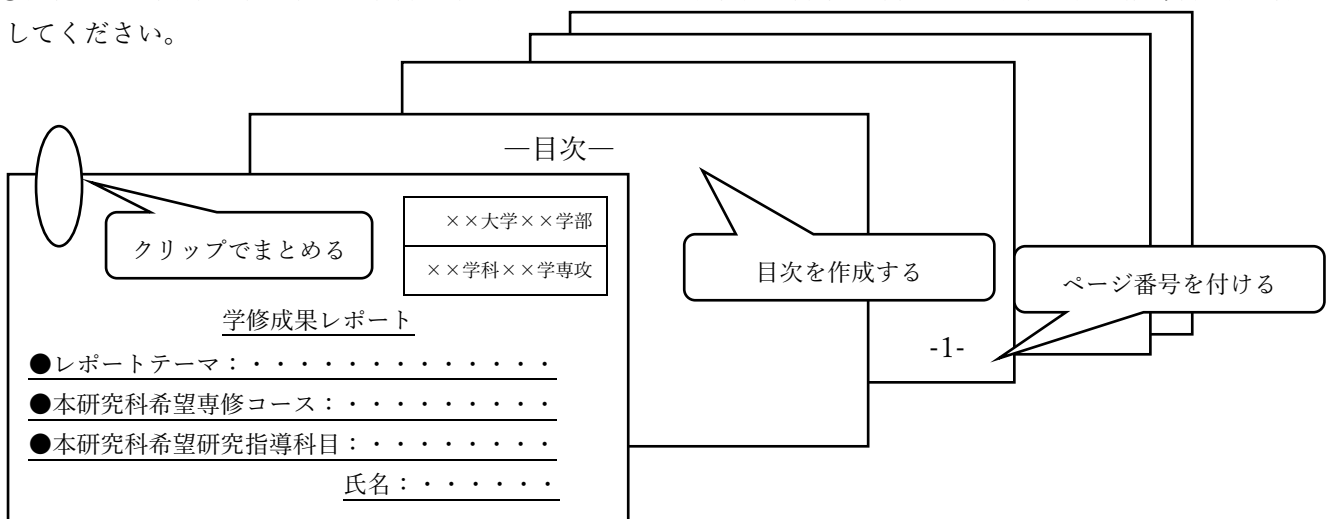 してください。
―目次―
××大学××学部
クリップでまとめる
××学科××学専攻
目次を作成する
ページ番号を付ける
学修成果レポート
-1-
●レポートテーマ：・・・・・・・・・・・・・
●本研究科希望専修コース：・・・・・・・・・
●本研究科希望研究指導科目：・・・・・・・・
氏名：・・・・・・